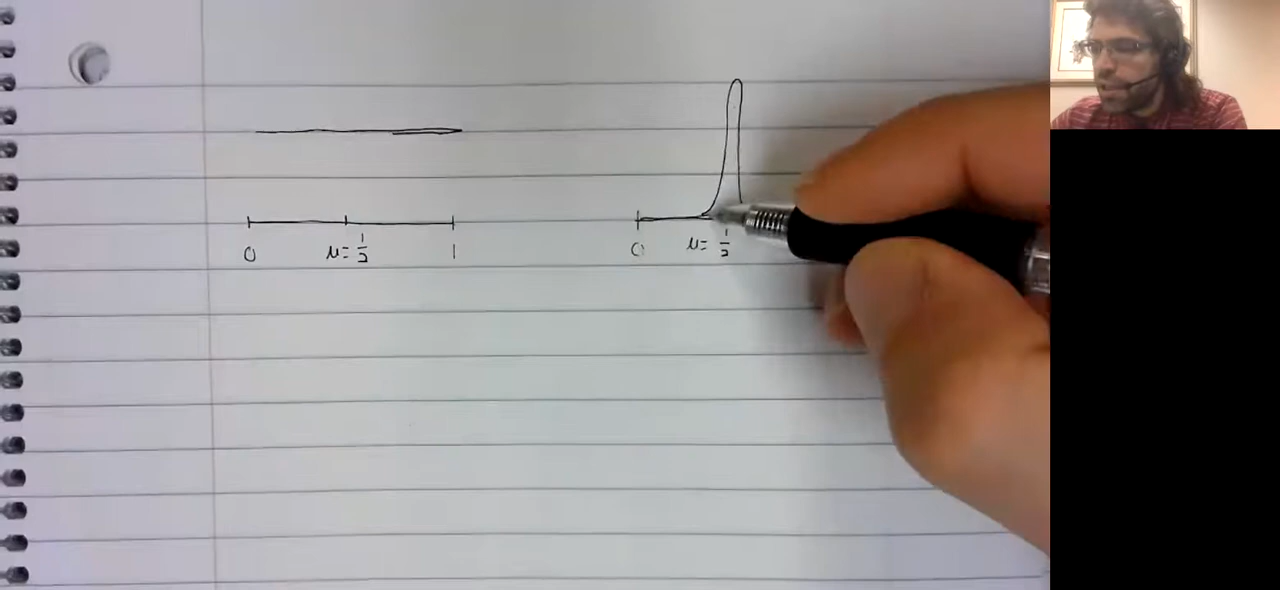 0 μ= 1/2 1
0 μ= 1/2